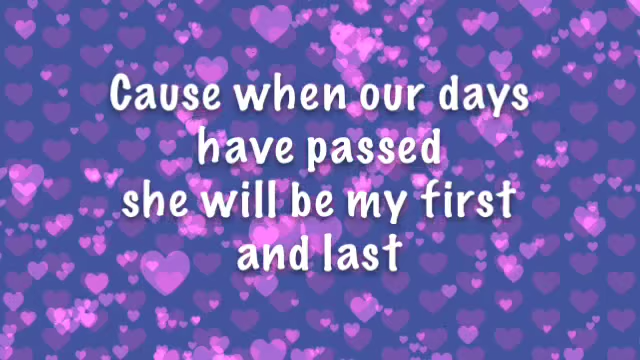 Cause when our days
have passed
she will be my first
and last